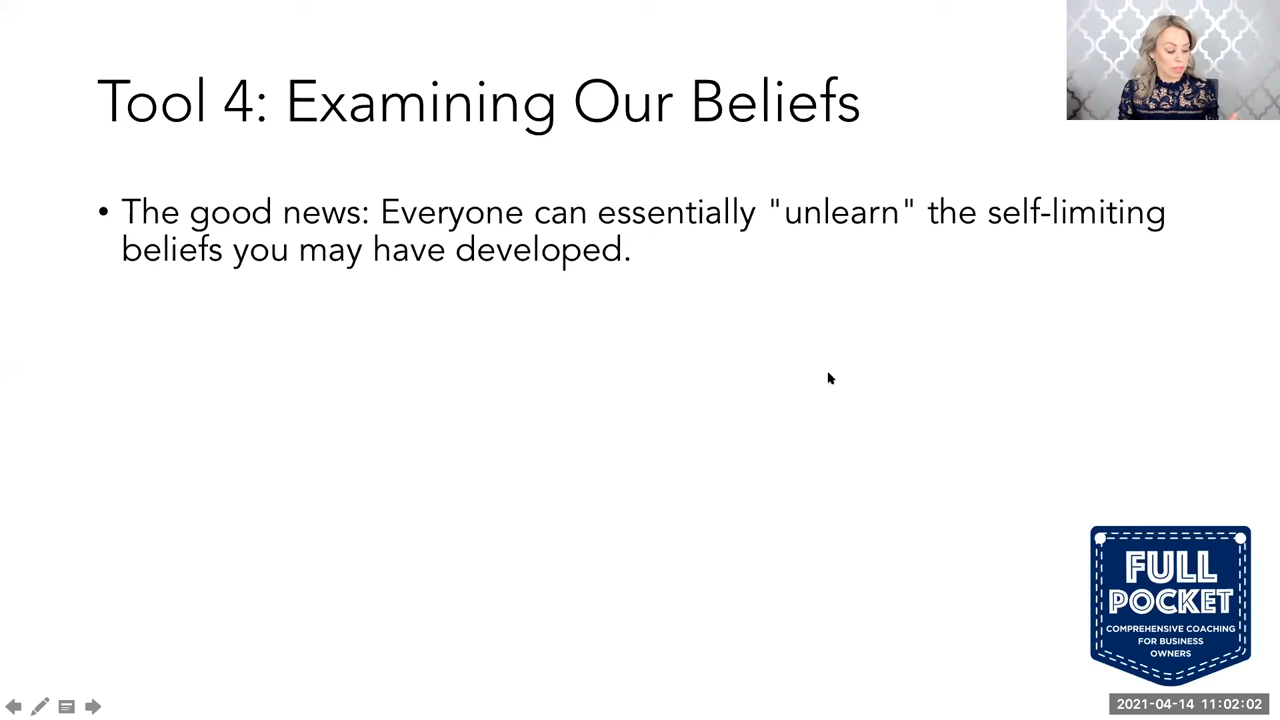 Tool 4: Examining Our Beliefs
• The good news: Everyone can essentially "unlearn" the self-limiting
beliefs you may have developed.
FULL
POCKET
COMPREHENSIVE COACHING
FOR BUSINESS
OWNERS
2021-04-14 11:02:02